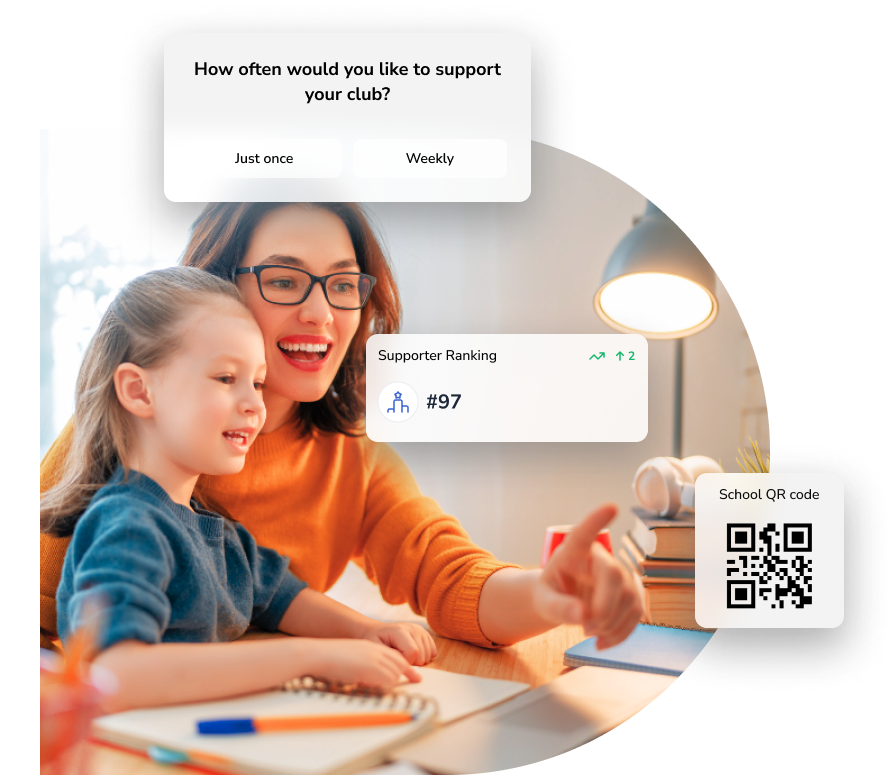 How often would you like to support
your club?
Just once
Weekly
Supporter Ranking
2
#97
School QR code